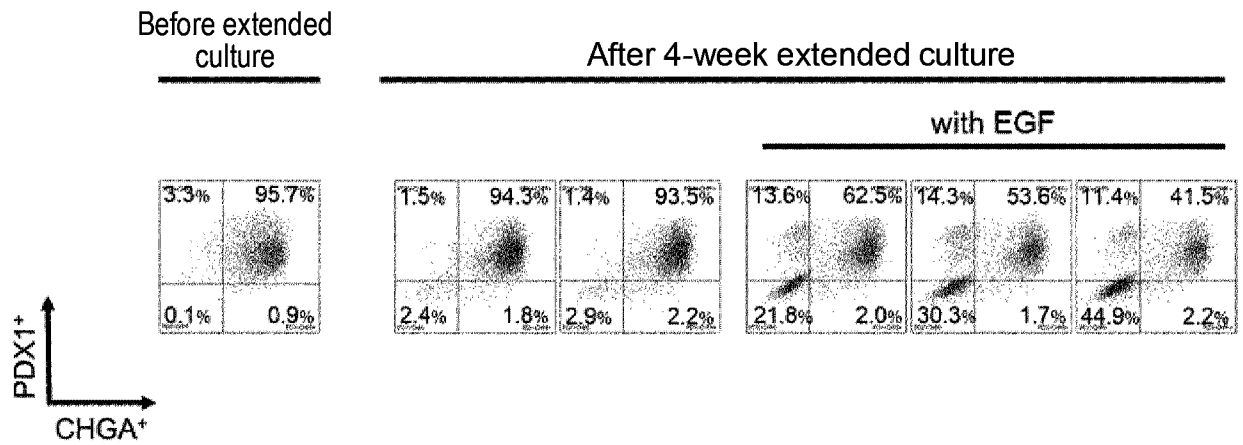 Before extended
culture
After 4-week extended culture
with EGF
3.3% 95.7% 1.5% 94.3% 1.4% 93.5% 13.6% 62.5% 14.3% 53.6% 11.4% 41.5%
0.1% 0.9% 2.4% 1.8% 2.9% 2.2% 21.8% 2.0% 30.3% 1.7% 44.9% 2.2%
PDX1⁺
CHGA⁺